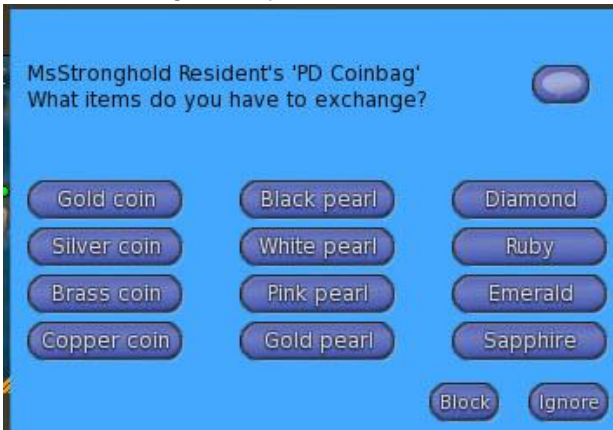 MsStronghold Resident's 'PD Coinbag'
What items do you have to exchange?
Gold coin Black pearl Diamond
Silver coin White pearl Ruby
Brass coin Pink pearl Emerald
Copper coin Gold pearl Sapphire
Block Ignore